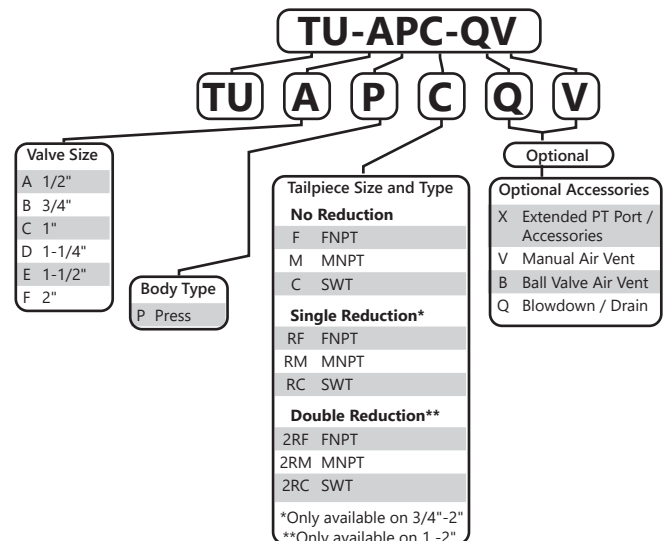 TU-APC-QV
TU A P C Q V
Valve Size
A 1/2"
B 3/4"
C 1"
D 1-1/4"
E 1-1/2"
F 2"
Body Type
P Press
Tailpiece Size and Type
No Reduction
F FNPT
M MNPT
C SWT
Single Reduction*
RF FNPT
RM MNPT
RC SWT
Double Reduction**
2RF FNPT
2RM MNPT
2RC SWT
*Only available on 3/4"-2"
**Only available on 1 -2"
Optional
Optional Accessories
X Extended PT Port /
Accessories
V Manual Air Vent
B Ball Valve Air Vent
Q Blowdown / Drain